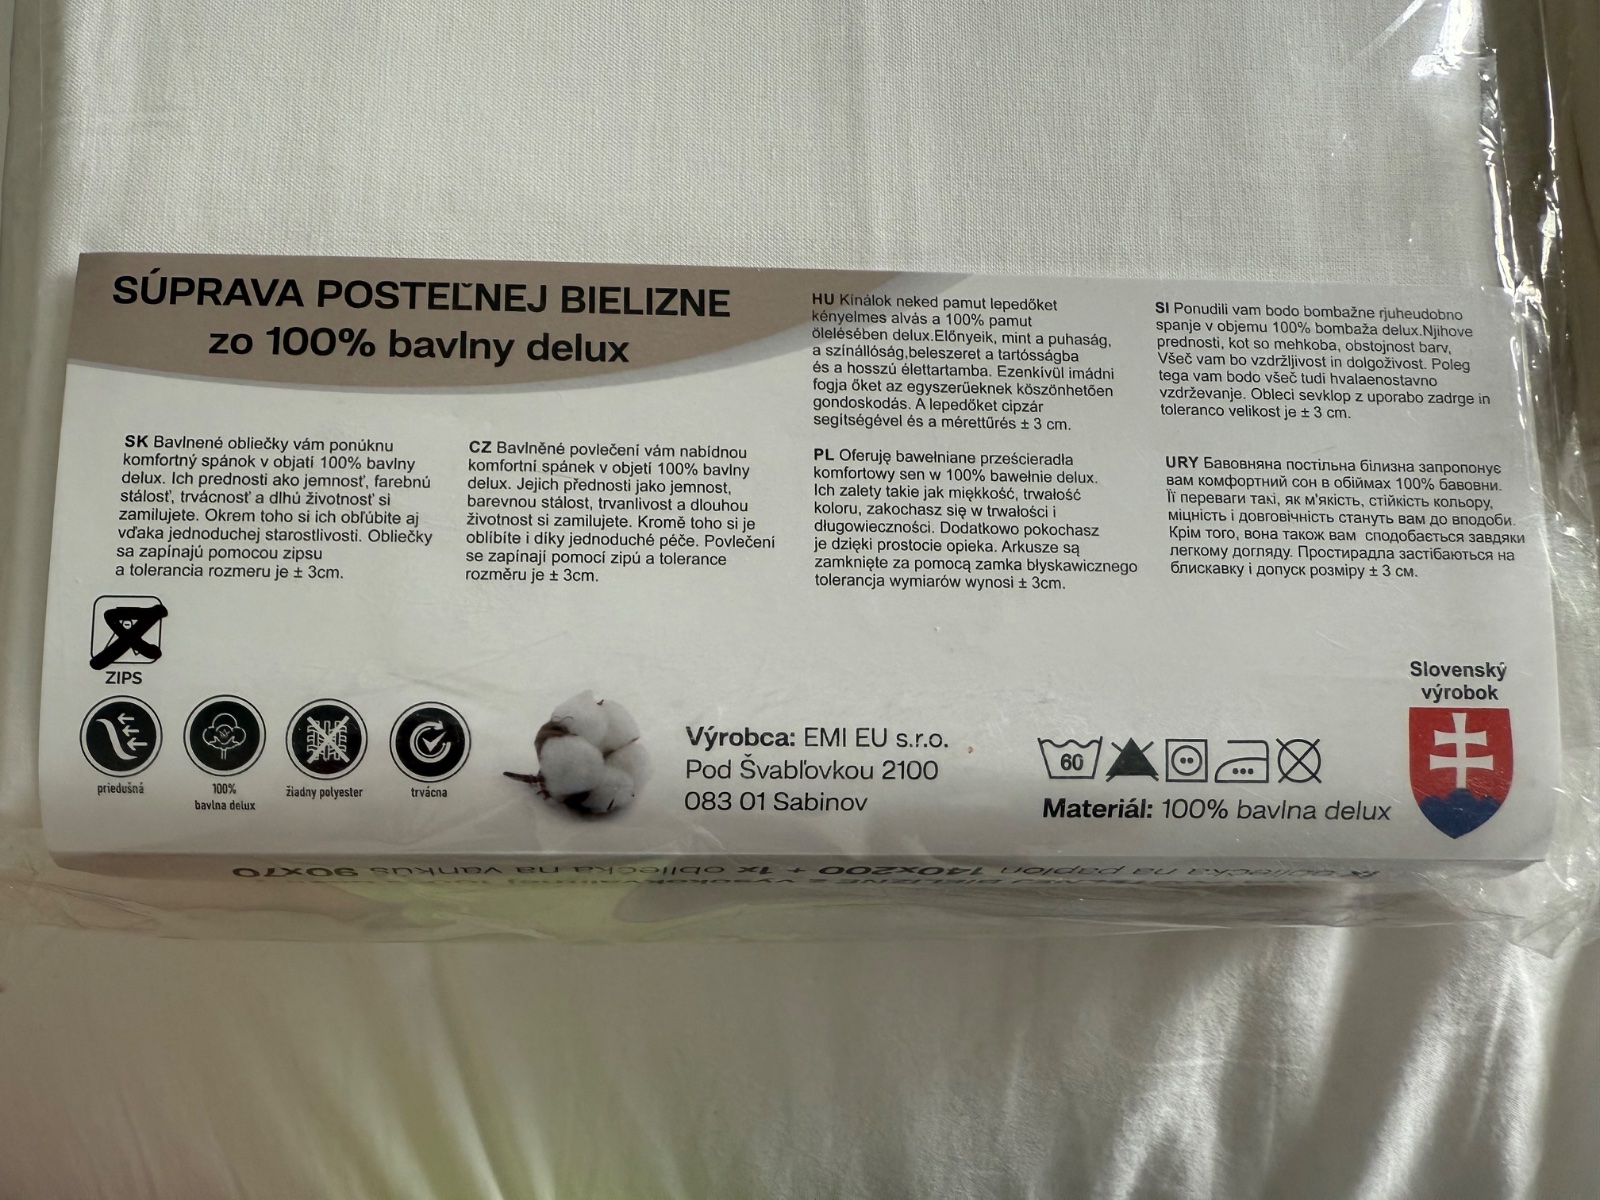 SÚPRAVA POSTEĽNEJ BIELIZNE
zo 100% bavlny delux
SK Bavlnené obliečky vám ponúknu
komfortný spánok v objatí 100% bavlny
delux. Ich prednosti ako jemnosť, farebnú
stálosť, trvácnosť a dlhú životnosť si
zamilujete. Okrem toho si ich obľúbite aj
vďaka jednoduchej starostlivosti. Obliečky
sa zapínajú pomocou zipsu
a tolerancia rozmeru je ± 3cm.
CZ Bavlněné povlečení vám nabídnou
komfortní spánek v objetí 100% bavlny
delux. Jejich přednosti jako jemnost,
barevnou stálost, trvanlivost a dlouhou
životnost si zamilujete. Kromě toho si je
oblíbíte i díky jednoduché péče. Povlečení
se zapínají pomocí zipú a tolerance
rozměru je ± 3cm.
HU Kínálok neked pamut lepedőket
kényelmes alvás a 100% pamut
ölelésében delux.Előnyeik, mint a puhaság,
a színállóság,beleszeret a tartósságba
és a hosszú élettartamba. Ezenkívül imádni
fogja őket az egyszerűeknek köszönhetően
gondoskodás. A lepedőket cipzár
segítségével és a mérettűrés ± 3 cm.
PL Oferuję bawełniane prześcieradła
komfortowy sen w 100% bawełnie delux.
Ich zalety takie jak miękkość, trwałość
koloru, zakochasz się w trwałości i
długowieczności. Dodatkowo pokochasz
je dzięki prostocie opieka. Arkusze są
zamknięte za pomocą zamka błyskawicznego
tolerancja wymiarów wynosi ± 3cm.
SI Ponudili vam bodo bombažne rjuheudobno
spanje v objemu 100% bombaža delux.Njihove
prednosti, kot so mehkoba, obstojnost barv,
Všeč vam bo vzdržljivost in dolgoživost. Poleg
tega vam bodo všeč tudi hvalaenostavno
vzdrževanje. Obleci sevklop z uporabo zadrge in
toleranco velikost je ± 3 cm.
URY Бавовняна постільна білизна запропонує
вам комфортний сон в обіймах 100% бавовни.
Її переваги такі, як м'якість, стійкість кольору,
міцність і довговічність стануть вам до вподоби.
Крім того, вона також вам сподобається завдяки
легкому догляду. Простирадла застібаються на
блискавку і допуск розміру ± 3 см.
ZIPS
priedušná
100%
bavlna delux
žiadny polyester
trvácna
Výrobca: EMI EU s.r.o.
Pod Švabľovkou 2100
083 01 Sabinov
60
Materiál: 100% bavlna delux
Slovenský
výrobok
1x obliečka na paplón 140x200 + 1x obliečka na vankúš 90x70